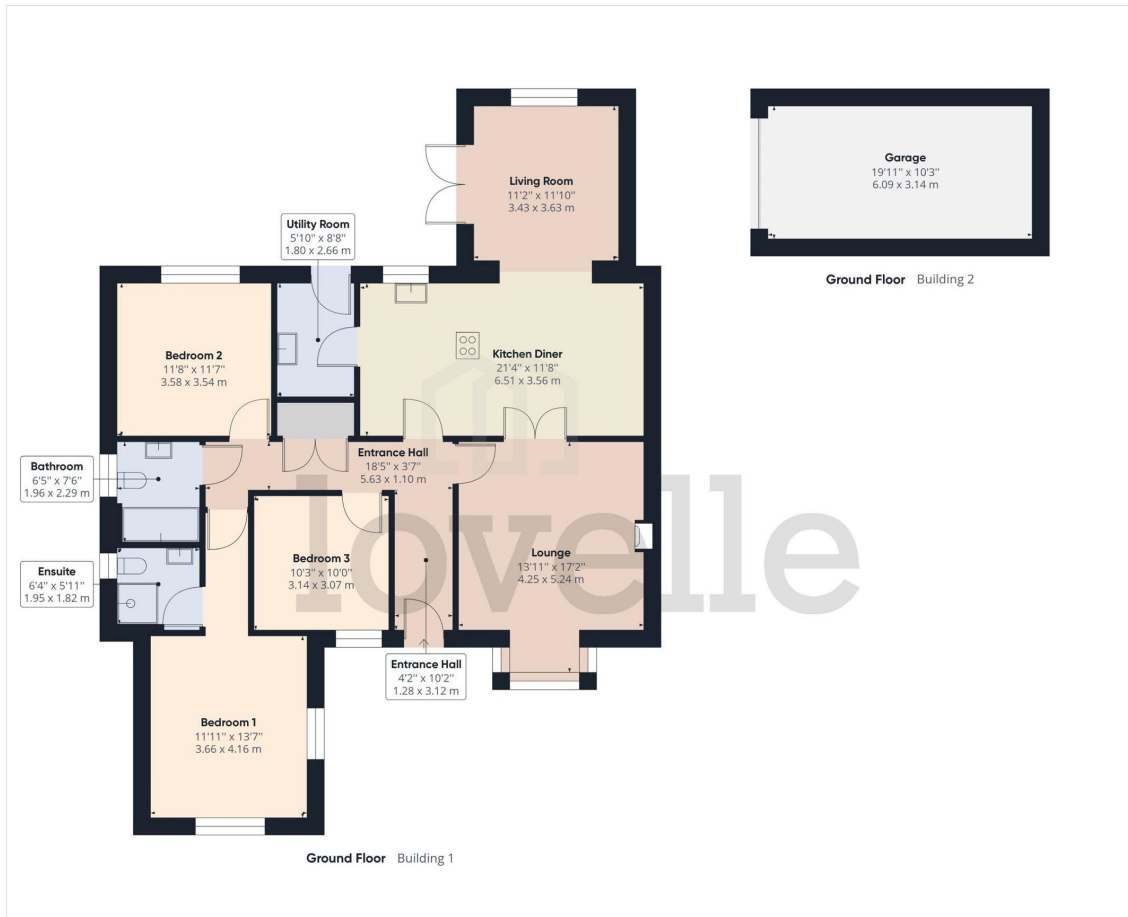 Living Room
11'2" x 11'10"
3.43 x 3.63 m
Garage
19'11" x 10'3"
6.09 x 3.14 m
Ground Floor Building 2
Utility Room
5'10" x 8'8"
1.80 x 2.66 m
Bedroom 2
11'8" x 11'7"
3.58 x 3.54 m
Kitchen Diner
21'4" x 11'8"
6.51 x 3.56 m
Bathroom
6'5" x 7'6"
1.96 x 2.29 m
Entrance Hall
18'5" x 3'7"
5.63 x 1.10 m
lovelle
Ensuite
6'4" x 5'11"
1.95 x 1.82 m
Bedroom 3
10'3" x 10'0"
3.14 x 3.07 m
Lounge
13'11" x 17'2"
4.25 x 5.24 m
Entrance Hall
4'2" x 10'2"
1.28 x 3.12 m
Bedroom 1
11'11" x 13'7"
3.66 x 4.16 m
Ground Floor Building 1